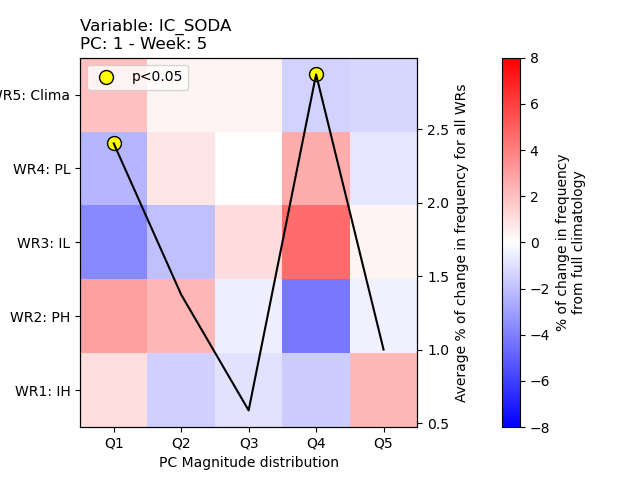 Variable: IC_SODA
PC: 1 - Week: 5
p<0.05
WR5: Clima
WR4: PL
WR3: IL
WR2: PH
WR1: IH
Q1 Q2 Q3 Q4 Q5
PC Magnitude distribution
2.5
2.0
1.5
1.0
0.5
Average % of change in frequency for all WRs
8
6
4
2
0
−2
−4
−6
−8
% of change in frequency
from full climatology